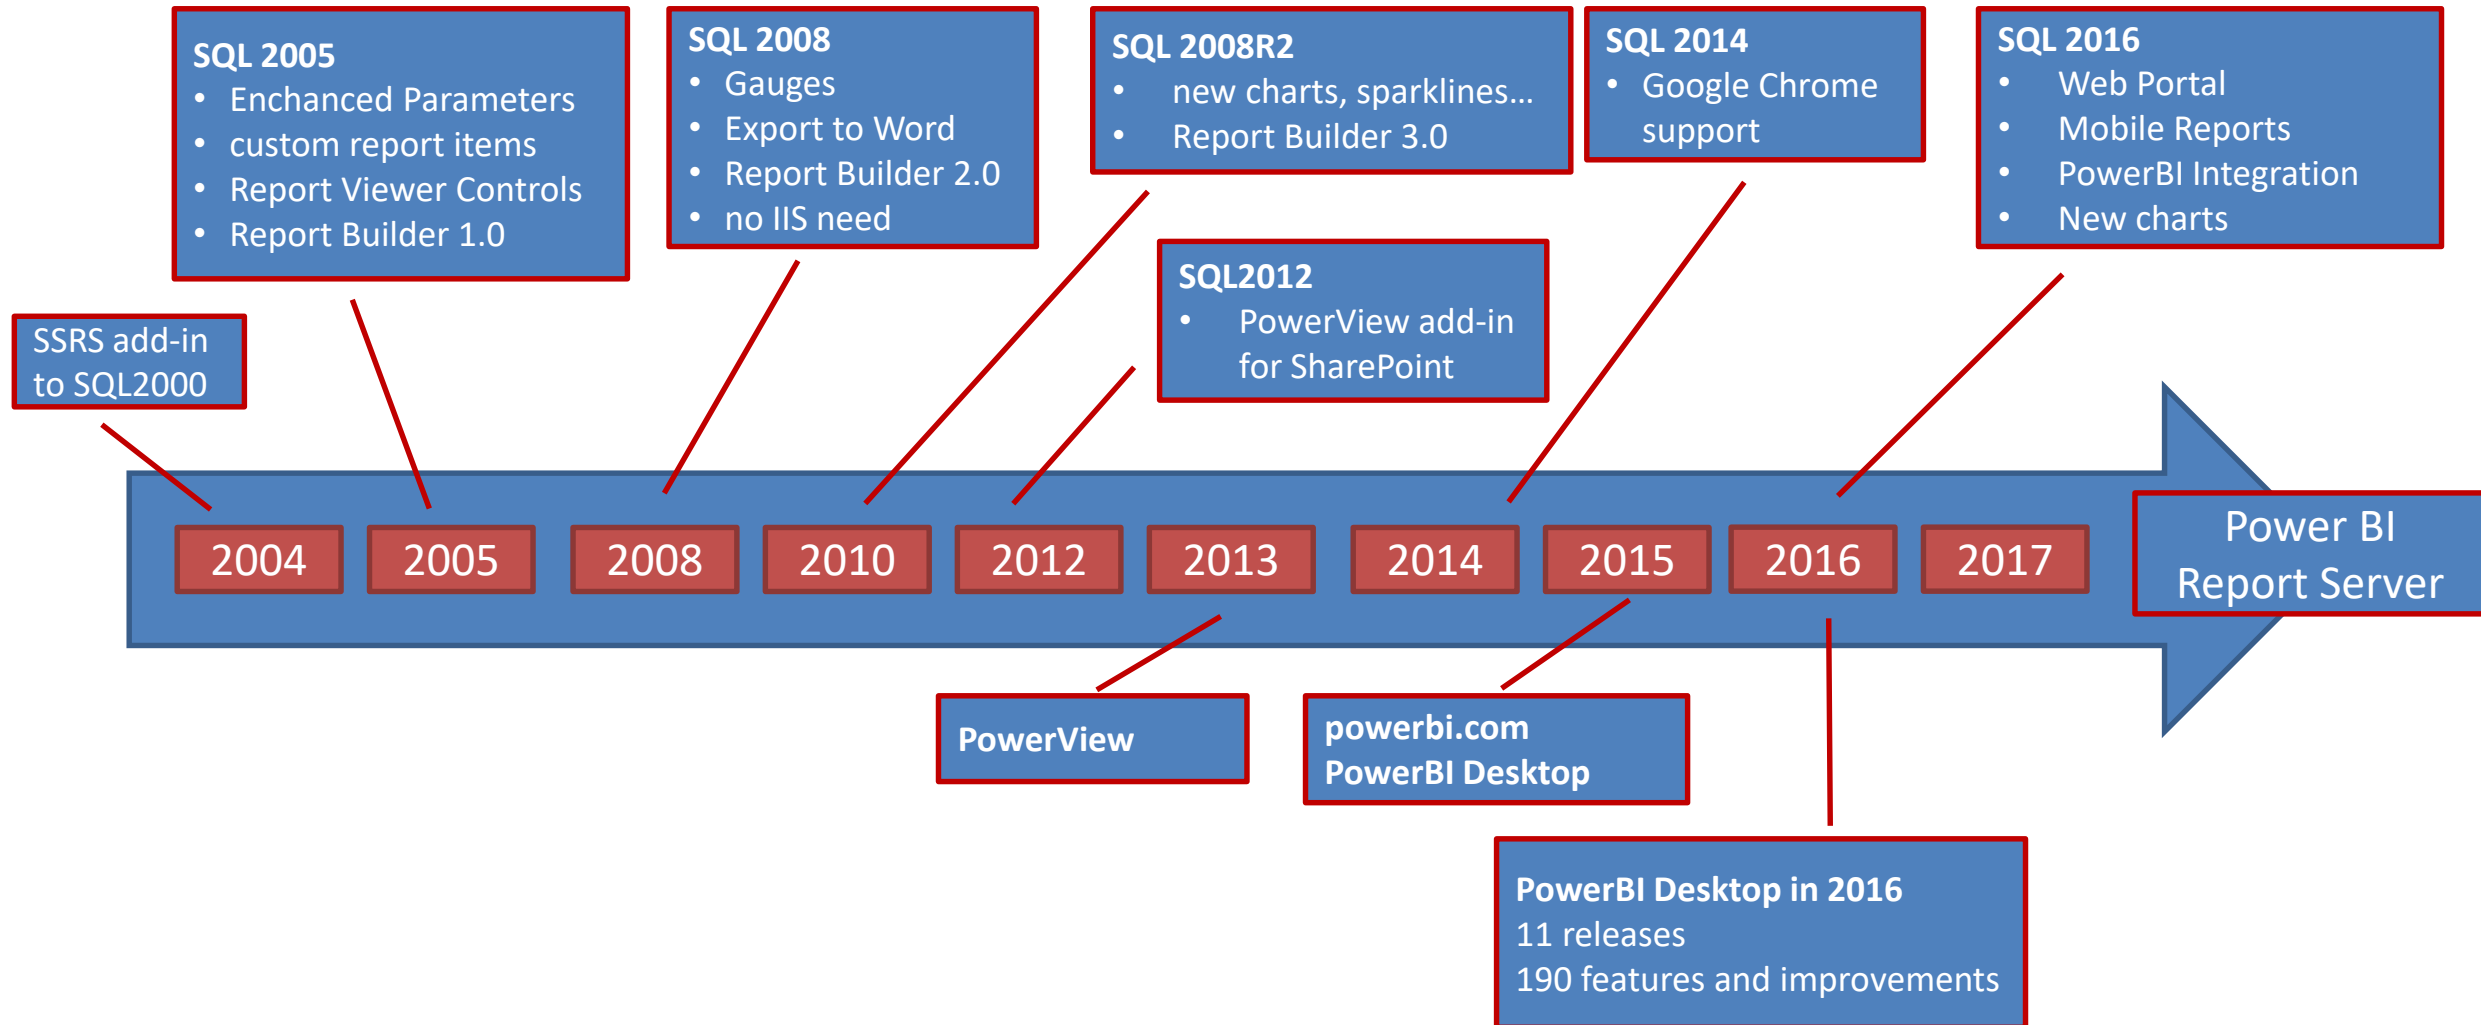 SQL 2005
• Enchanced Parameters
• custom report items
• Report Viewer Controls
• Report Builder 1.0
SQL 2008
• Gauges
• Export to Word
• Report Builder 2.0
• no IIS need
SQL 2008R2
• new charts, sparklines...
• Report Builder 3.0
SQL 2014
• Google Chrome
support
SQL 2016
• Web Portal
• Mobile Reports
• PowerBI Integration
• New charts
SSRS add-in
to SQL2000
SQL2012
• PowerView add-in
for SharePoint
2004
2005
2008
2010
2012
2013
2014
2015
2016
2017
Power BI
Report Server
PowerView
powerbi.com
PowerBI Desktop
PowerBI Desktop in 2016
11 releases
190 features and improvements